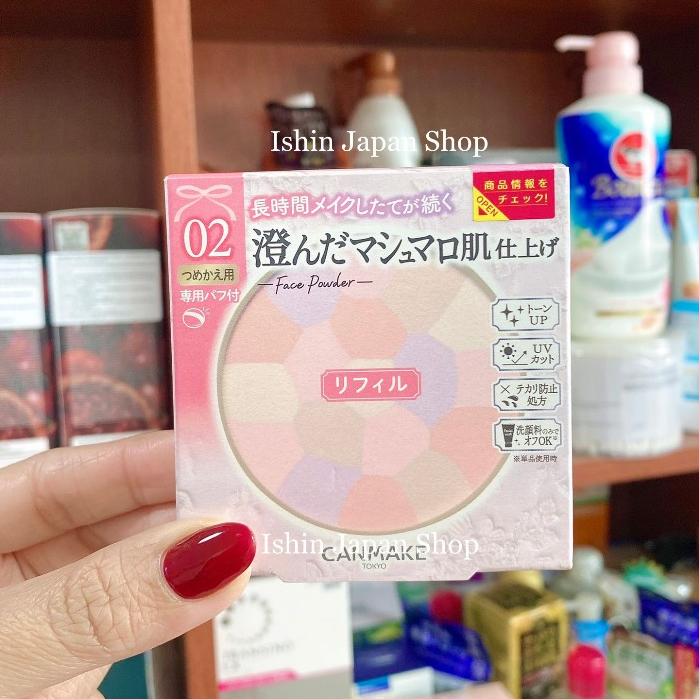 Ishin Japan Shop
02
つめかえ用
専用パフ付
長時間メイクしたてが続く
商品情報を
チェック!
OPEN
澄んだマシュマロ肌仕上げ
Face Powder
リフィル
トーン
UP
UV
カット
テカリ防止
処方
洗顔料のみで
オフOK※
※単品使用時
Ishin Japan Shop
CANMAKE
TOKYO